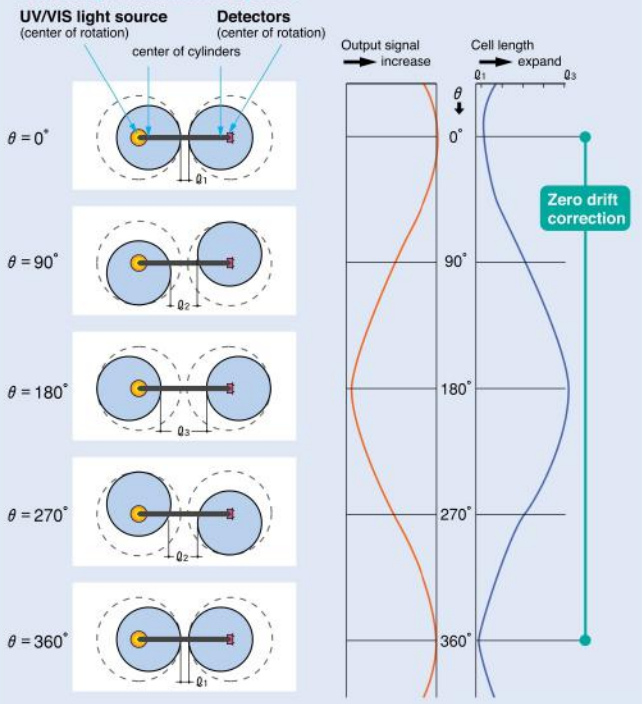 UV/VIS light source
(center of rotation)
Detectors
(center of rotation)
center of cylinders
Output signal
increase
Cell length
expand
ℓ1
ℓ3
θ
θ = 0°
ℓ1
0°
Zero drift
correction
θ = 90°
ℓ2
90°
θ = 180°
ℓ3
180°
θ = 270°
ℓ2
270°
θ = 360°
ℓ1
360°